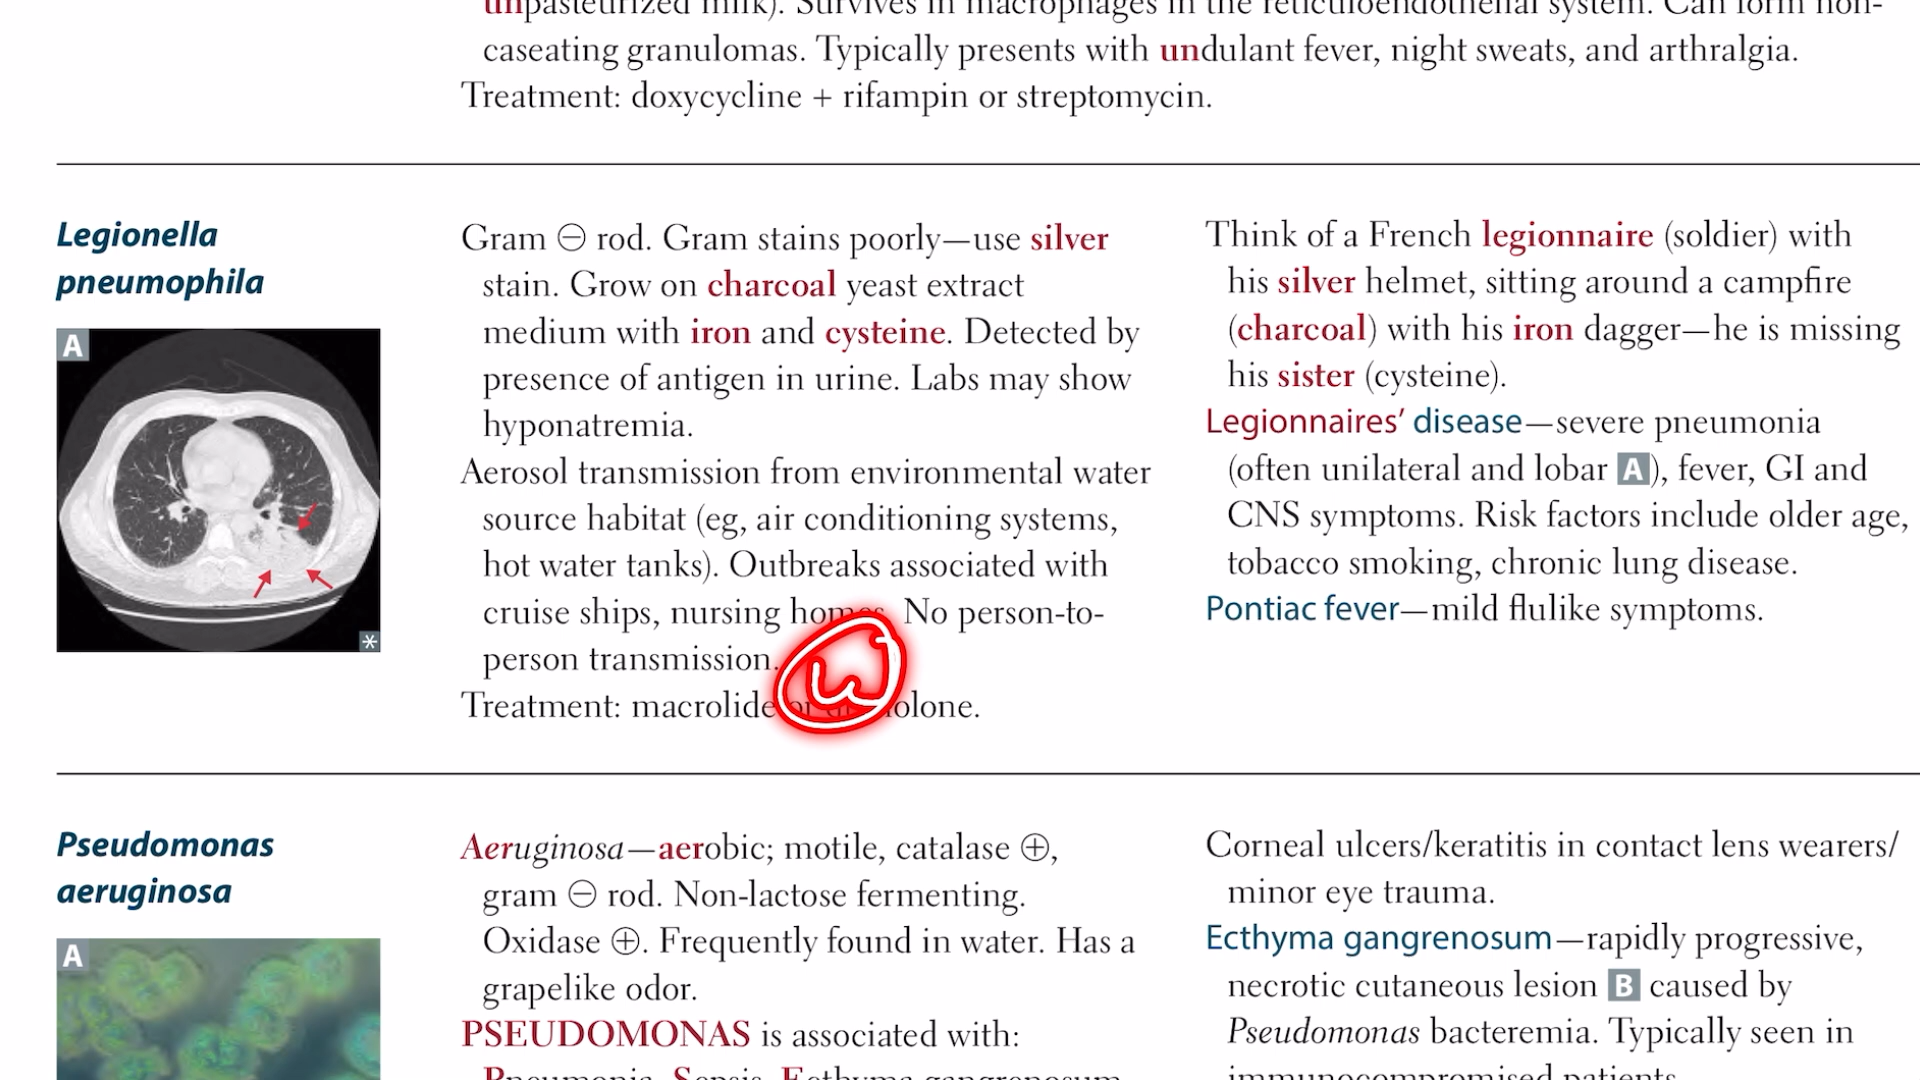 unpasteurized milk). Survives in macrophages in the reticuloendothelial system. Can form non-
caseating granulomas. Typically presents with undulant fever, night sweats, and arthralgia.
Treatment: doxycycline + rifampin or streptomycin.
Legionella
pneumophila
A
Gram ⊖ rod. Gram stains poorly—use silver
stain. Grow on charcoal yeast extract
medium with iron and cysteine. Detected by
presence of antigen in urine. Labs may show
hyponatremia.
Aerosol transmission from environmental water
source habitat (eg, air conditioning systems,
hot water tanks). Outbreaks associated with
cruise ships, nursing homes. No person-to-
person transmission.
Treatment: macrolide or quinolone.
Think of a French legionnaire (soldier) with
his silver helmet, sitting around a campfire
(charcoal) with his iron dagger—he is missing
his sister (cysteine).
Legionnaires’ disease—severe pneumonia
(often unilateral and lobar A), fever, GI and
CNS symptoms. Risk factors include older age,
tobacco smoking, chronic lung disease.
Pontiac fever—mild flulike symptoms.
Pseudomonas
aeruginosa
A
Aeruginosa—aerobic; motile, catalase ⊕,
gram ⊖ rod. Non-lactose fermenting.
Oxidase ⊕. Frequently found in water. Has a
grapelike odor.
PSEUDOMONAS is associated with:
Pneumonia, Sepsis, Ecthyma gangrenosum,
Corneal ulcers/keratitis in contact lens wearers/
minor eye trauma.
Ecthyma gangrenosum—rapidly progressive,
necrotic cutaneous lesion B caused by
Pseudomonas bacteremia. Typically seen in
immunocompromised patients.